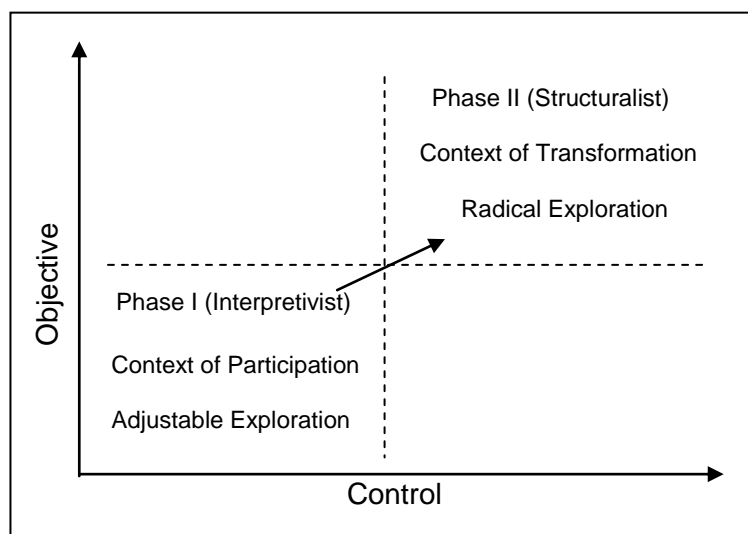 Phase II (Structuralist)
Context of Transformation
Radical Exploration
Objective
Phase I (Interpretivist)
Context of Participation
Adjustable Exploration
Control